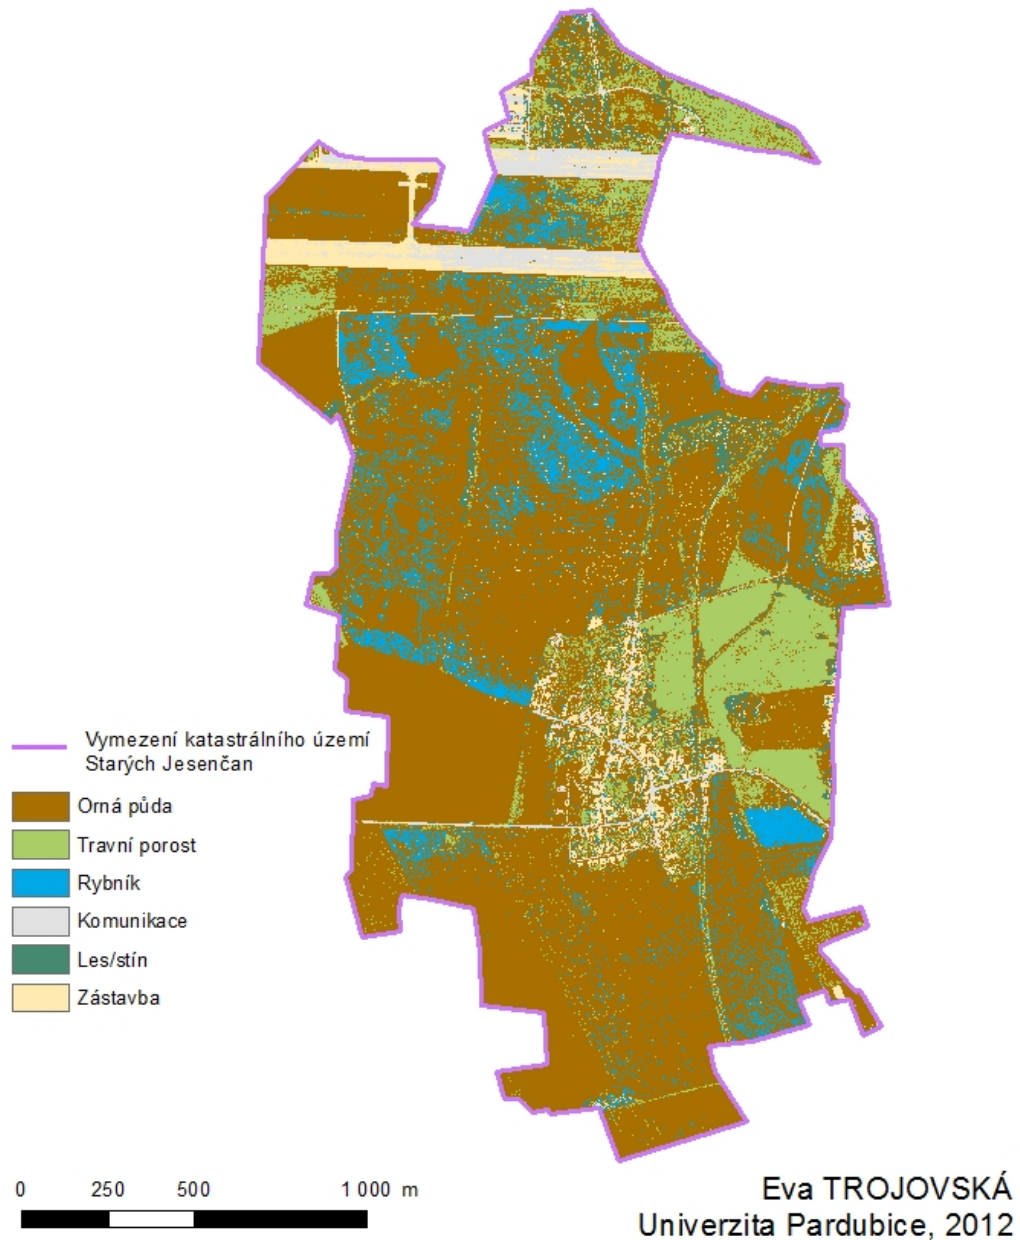 Vymezení katastrálního území
Starých Jesenčan
Orná půda
Travní porost
Rybník
Komunikace
Les/stín
Zástavba
0 250 500 1 000 m
Eva TROJOVSKÁ
Univerzita Pardubice, 2012